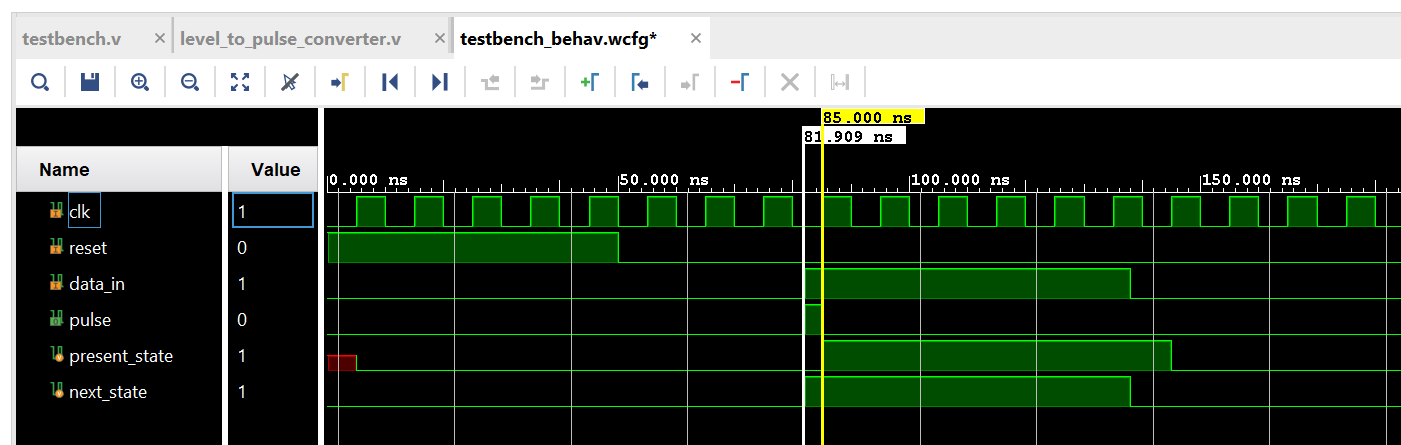 testbench.v × level_to_pulse_converter.v × testbench_behav.wcfg* ×
85.000 ns
81.909 ns
Name Value
0.000 ns 50.000 ns 100.000 ns 150.000 ns
clk 1
reset 0
data_in 1
pulse 0
present_state 1
next_state 1